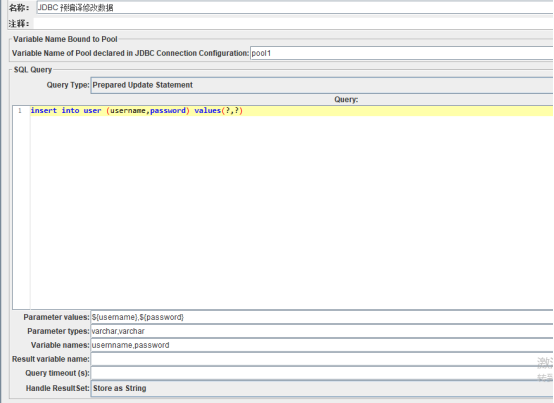 名称: JDBC 预编译修改数据
注释:
Variable Name Bound to Pool
Variable Name of Pool declared in JDBC Connection Configuration: pool1
SQL Query
Query Type: Prepared Update Statement
Query:
1 insert into user (username,password) values(?,?)
Parameter values: ${username},${password}
Parameter types: varchar,varchar
Variable names: usernname,password
Result variable name:
Query timeout (s):
Handle ResultSet: Store as String